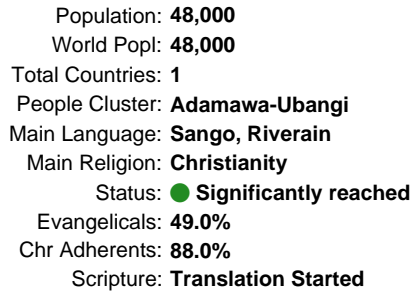 Population: 48,000
World Popl: 48,000
Total Countries: 1
People Cluster: Adamawa-Ubangi
Main Language: Sango, Riverain
Main Religion: Christianity
Status: Significantly reached
Evangelicals: 49.0%
Chr Adherents: 88.0%
Scripture: Translation Started